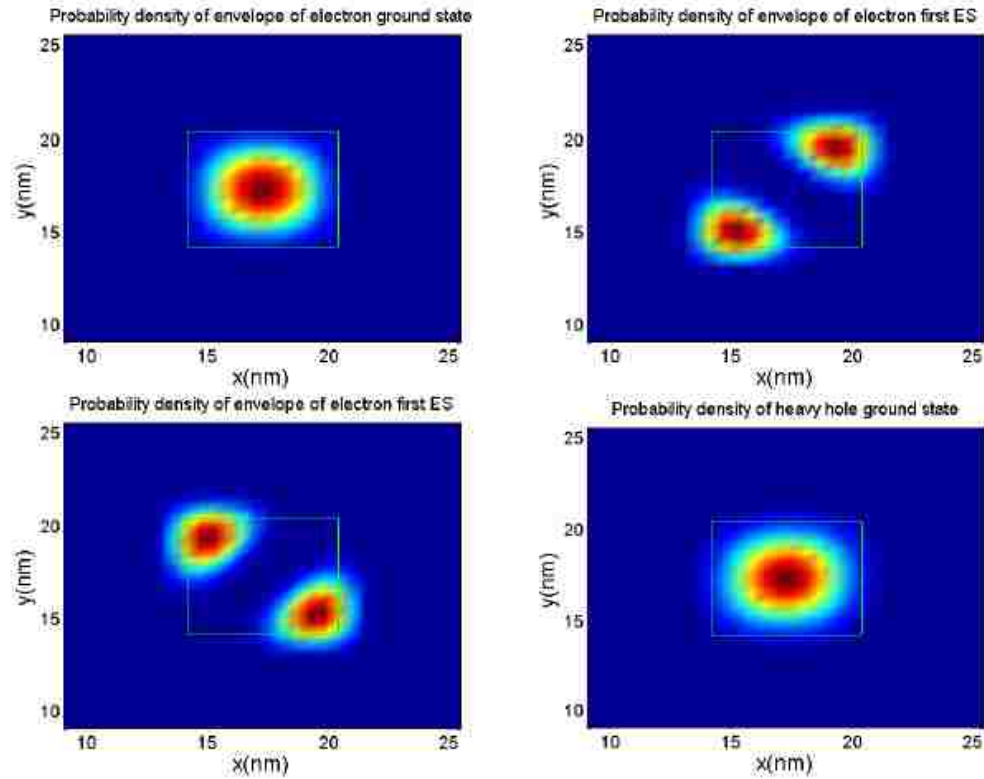 Probability density of envelope of electron ground state
25
20
15
10
y(nm)
10 15 20 25
x(nm)
Probability density of envelope of electron first ES
25
20
15
10
y(nm)
10 15 20 25
x(nm)
Probability density of envelope of electron first ES
25
20
15
10
y(nm)
10 15 20 25
x(nm)
Probability density of heavy hole ground state
25
20
15
10
y(nm)
10 15 20 25
x(nm)